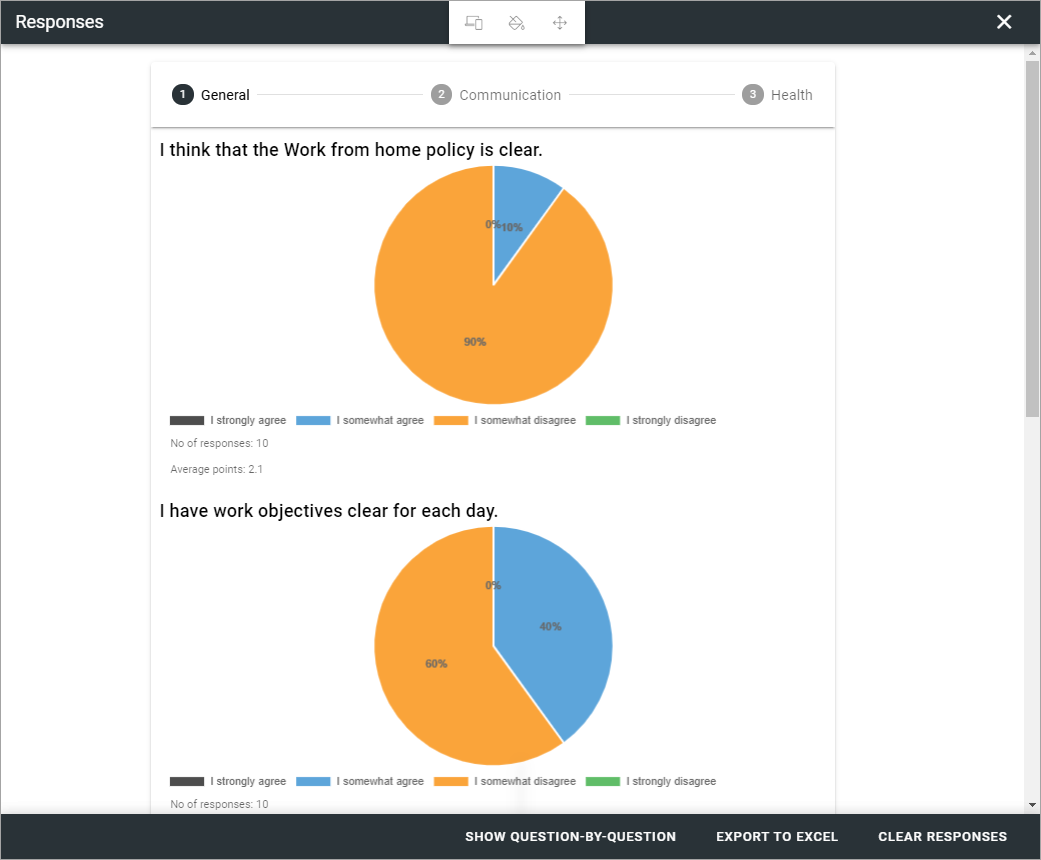 Responses
1 General 2 Communication 3 Health
I think that the Work from home policy is clear.
0% 10%
90%
I strongly agree I somewhat agree I somewhat disagree I strongly disagree
No of responses: 10
Average points: 2.1
I have work objectives clear for each day.
0%
40%
60%
I strongly agree I somewhat agree I somewhat disagree I strongly disagree
No of responses: 10
SHOW QUESTION-BY-QUESTION EXPORT TO EXCEL CLEAR RESPONSES